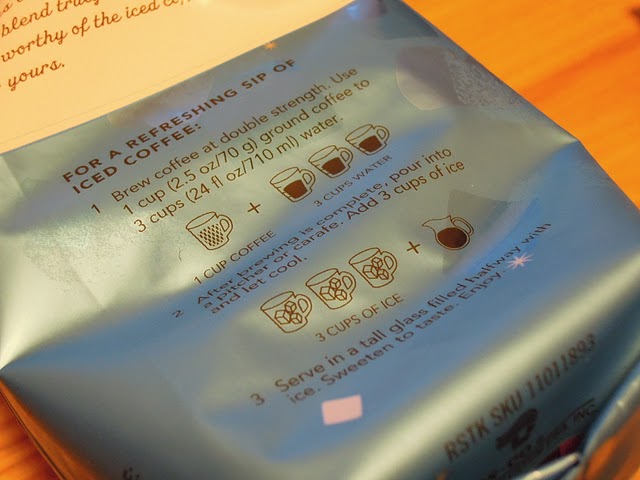 blend truly
worthy of the iced
yours.
FOR A REFRESHING SIP OF
ICED COFFEE:
1 Brew coffee at double strength. Use
1 cup (2.5 oz/70 g) ground coffee to
3 cups (24 fl oz/710 ml) water.
+
1 CUP COFFEE
3 CUPS WATER
2 After brewing is complete, pour into
a pitcher or carafe. Add 3 cups of ice
and let cool.
+
3 CUPS OF ICE
3 Serve in a tall glass filled halfway with
ice. Sweeten to taste. Enjoy.
RSTK SKU 11011893